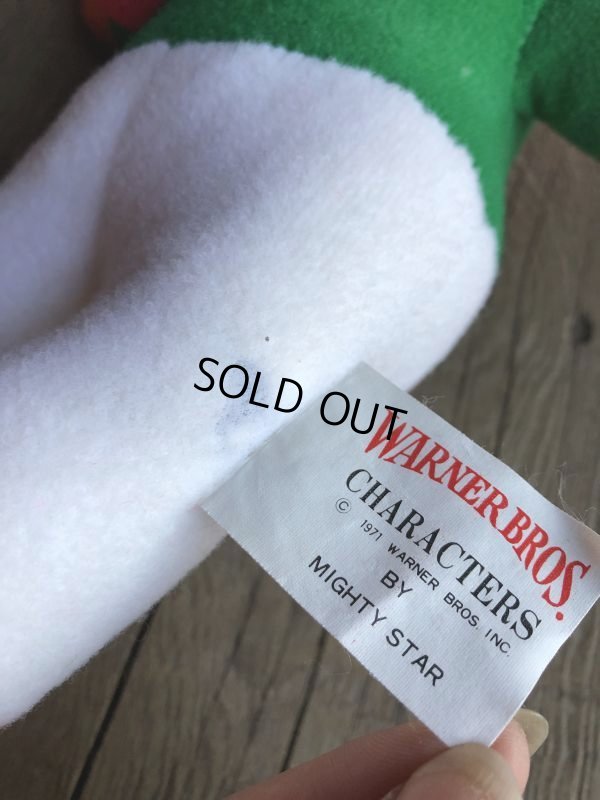 SOLD OUT
WARNER BROS.
CHARACTERS
© 1971 WARNER BROS. INC.
BY
MIGHTY STAR